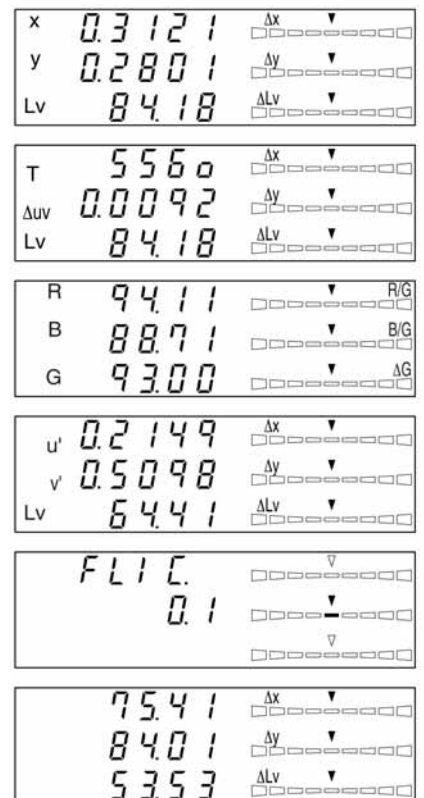 x 0.3121 Δx
y 0.2801 Δy
Lv 84.18 ΔLv
T 556o Δx
Δuv 0.0092 Δy
Lv 84.18 ΔLv
R 94.11 R/G
B 88.71 B/G
G 93.00 ΔG
u' 0.2149 Δx
v' 0.5098 Δy
Lv 64.41 ΔLv
FLIC.
0.1
75.41 Δx
84.01 Δy
53.53 ΔLv